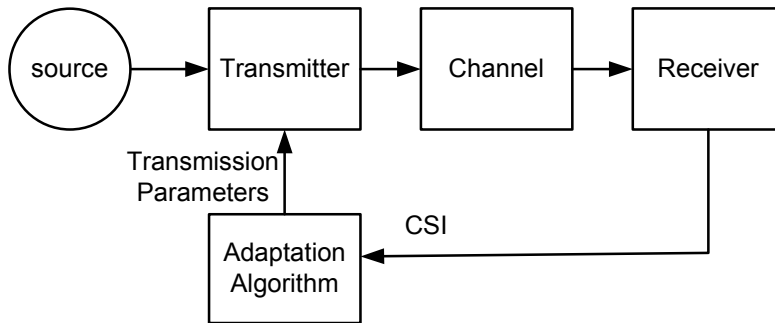 source
Transmitter
Channel
Receiver
Transmission
Parameters
CSI
Adaptation
Algorithm